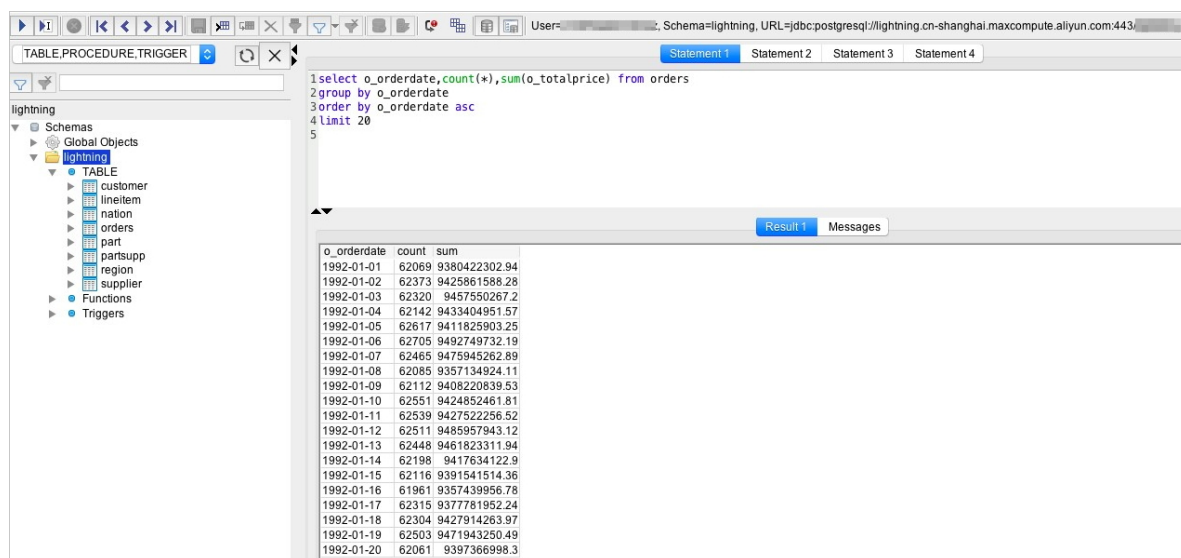 User=                    , Schema=lightning, URL=jdbc:postgresql://lightning.cn-shanghai.maxcompute.aliyun.com:443/
TABLE,PROCEDURE,TRIGGER
Statement 1 Statement 2 Statement 3 Statement 4
lightning
Schemas
Global Objects
lightning
TABLE
customer
lineitem
nation
orders
part
partsupp
region
supplier
Functions
Triggers
1 select o_orderdate,count(*),sum(o_totalprice) from orders
2 group by o_orderdate
3 order by o_orderdate asc
4 limit 20
5
Result 1 Messages
o_orderdate count sum
1992-01-01 62069 9380422302.94
1992-01-02 62373 9425861588.28
1992-01-03 62320 9457550267.2
1992-01-04 62142 9433404951.57
1992-01-05 62617 9411825903.25
1992-01-06 62705 9492749732.19
1992-01-07 62465 9475945262.89
1992-01-08 62085 9357134924.11
1992-01-09 62112 9408220839.53
1992-01-10 62551 9424852461.81
1992-01-11 62539 9427522256.52
1992-01-12 62511 9485957943.12
1992-01-13 62448 9461823311.94
1992-01-14 62198 9417634122.9
1992-01-15 62116 9391541514.36
1992-01-16 61961 9357439956.78
1992-01-17 62315 9377781952.24
1992-01-18 62304 9427914263.97
1992-01-19 62503 9471943250.49
1992-01-20 62061 9397366998.3